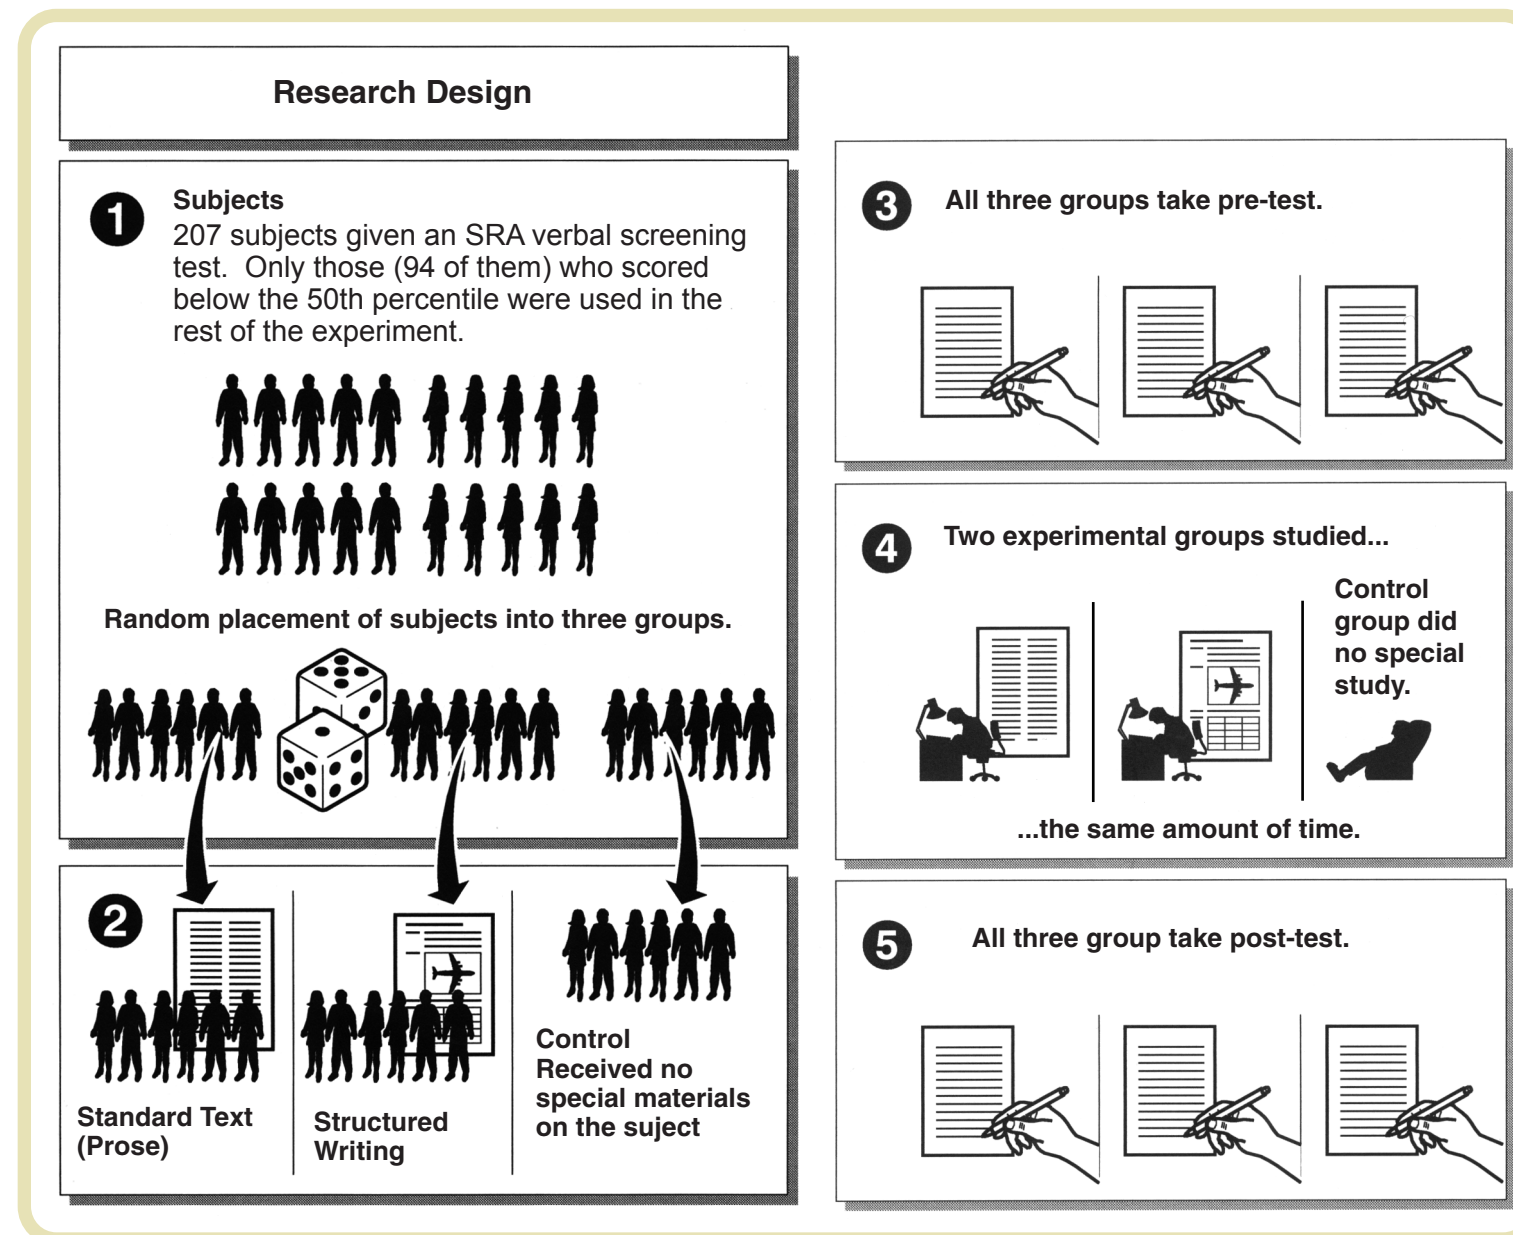 Research Design
1
Subjects
207 subjects given an SRA verbal screening
test. Only those (94 of them) who scored
below the 50th percentile were used in the
rest of the experiment.
Random placement of subjects into three groups.
2
Standard Text
(Prose)
Structured
Writing
Control
Received no
special materials
on the suject
3
All three groups take pre-test.
4
Two experimental groups studied...
Control
group did
no special
study.
...the same amount of time.
5
All three group take post-test.